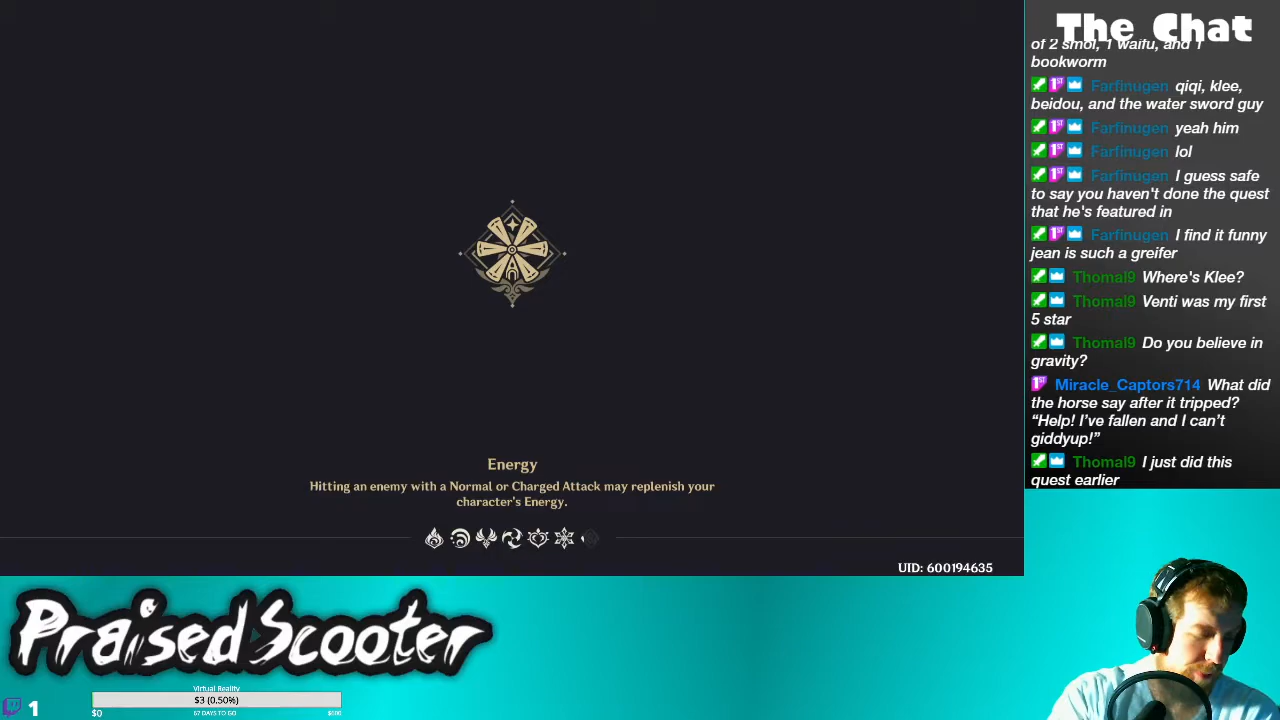 The Chat
of 2 smol, 1 waifu, and 1
bookworm
Farfinugen qiqi, klee,
beidou, and the water sword guy
Farfinugen yeah him
Farfinugen lol
Farfinugen I guess safe
to say you haven't done the quest
that he's featured in
Farfinugen I find it funny
jean is such a greifer
Thomal9 Where's Klee?
Thomal9 Venti was my first
5 star
Thomal9 Do you believe in
gravity?
Miracle_Captors714 What did
the horse say after it tripped?
“Help! I’ve fallen and I can’t
giddyup!”
Thomal9 I just did this
quest earlier
Energy
Hitting an enemy with a Normal or Charged Attack may replenish your
character's Energy.
UID: 600194635
PraisedScooter
Virtual Reality
$3 (0.50%)
$0
67 DAYS TO GO
$600
1